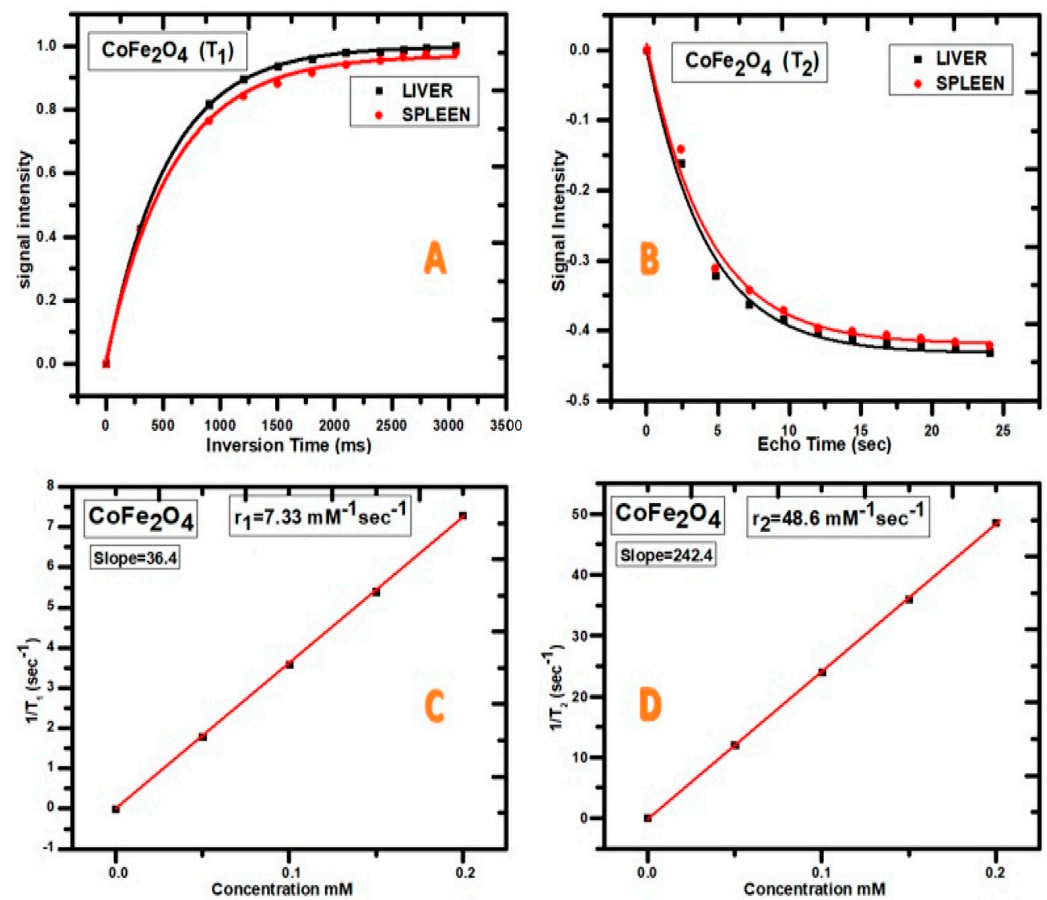 CoFe2O4 (T1)
LIVER
SPLEEN
1.0
0.8
0.6
0.4
0.2
0.0
signal intensity
A
0 500 1000 1500 2000 2500 3000 3500
Inversion Time (ms)
CoFe2O4 (T2)
LIVER
SPLEEN
0.0
-0.1
-0.2
-0.3
-0.4
-0.5
Signal Intensity
B
0 5 10 15 20 25
Echo Time (sec)
CoFe2O4
r1=7.33 mM-1sec-1
Slope=36.4
8
7
6
5
4
3
2
1
0
-1
1/T1 (sec-1)
C
0.0 0.1 0.2
Concentration mM
CoFe2O4
r2=48.6 mM-1sec-1
Slope=242.4
50
40
30
20
10
0
1/T2 (sec-1)
D
0.0 0.1 0.2
Concentration mM